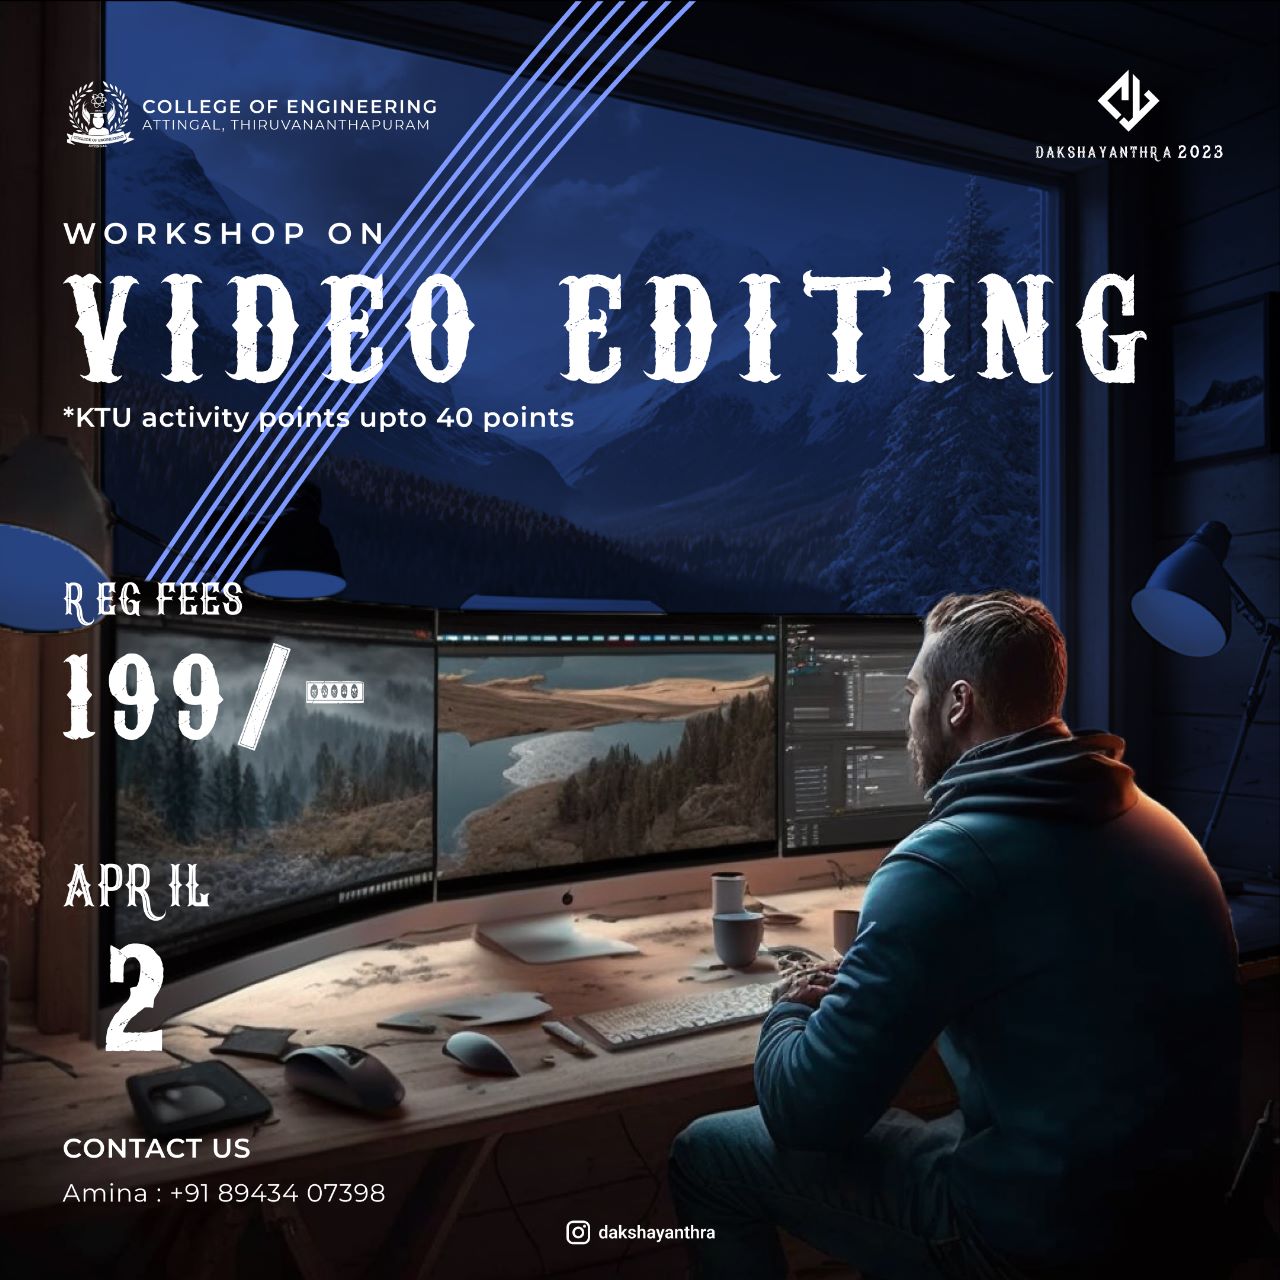 COLLEGE OF ENGINEERING
ATTINGAL, THIRUVANANTHAPURAM
DAKSHAYANTHRA 2023
WORKSHOP ON
VIDEO EDITING
*KTU activity points upto 40 points
REG FEES
199/-
APRIL
2
CONTACT US
Amina : +91 89434 07398
dakshayanthra